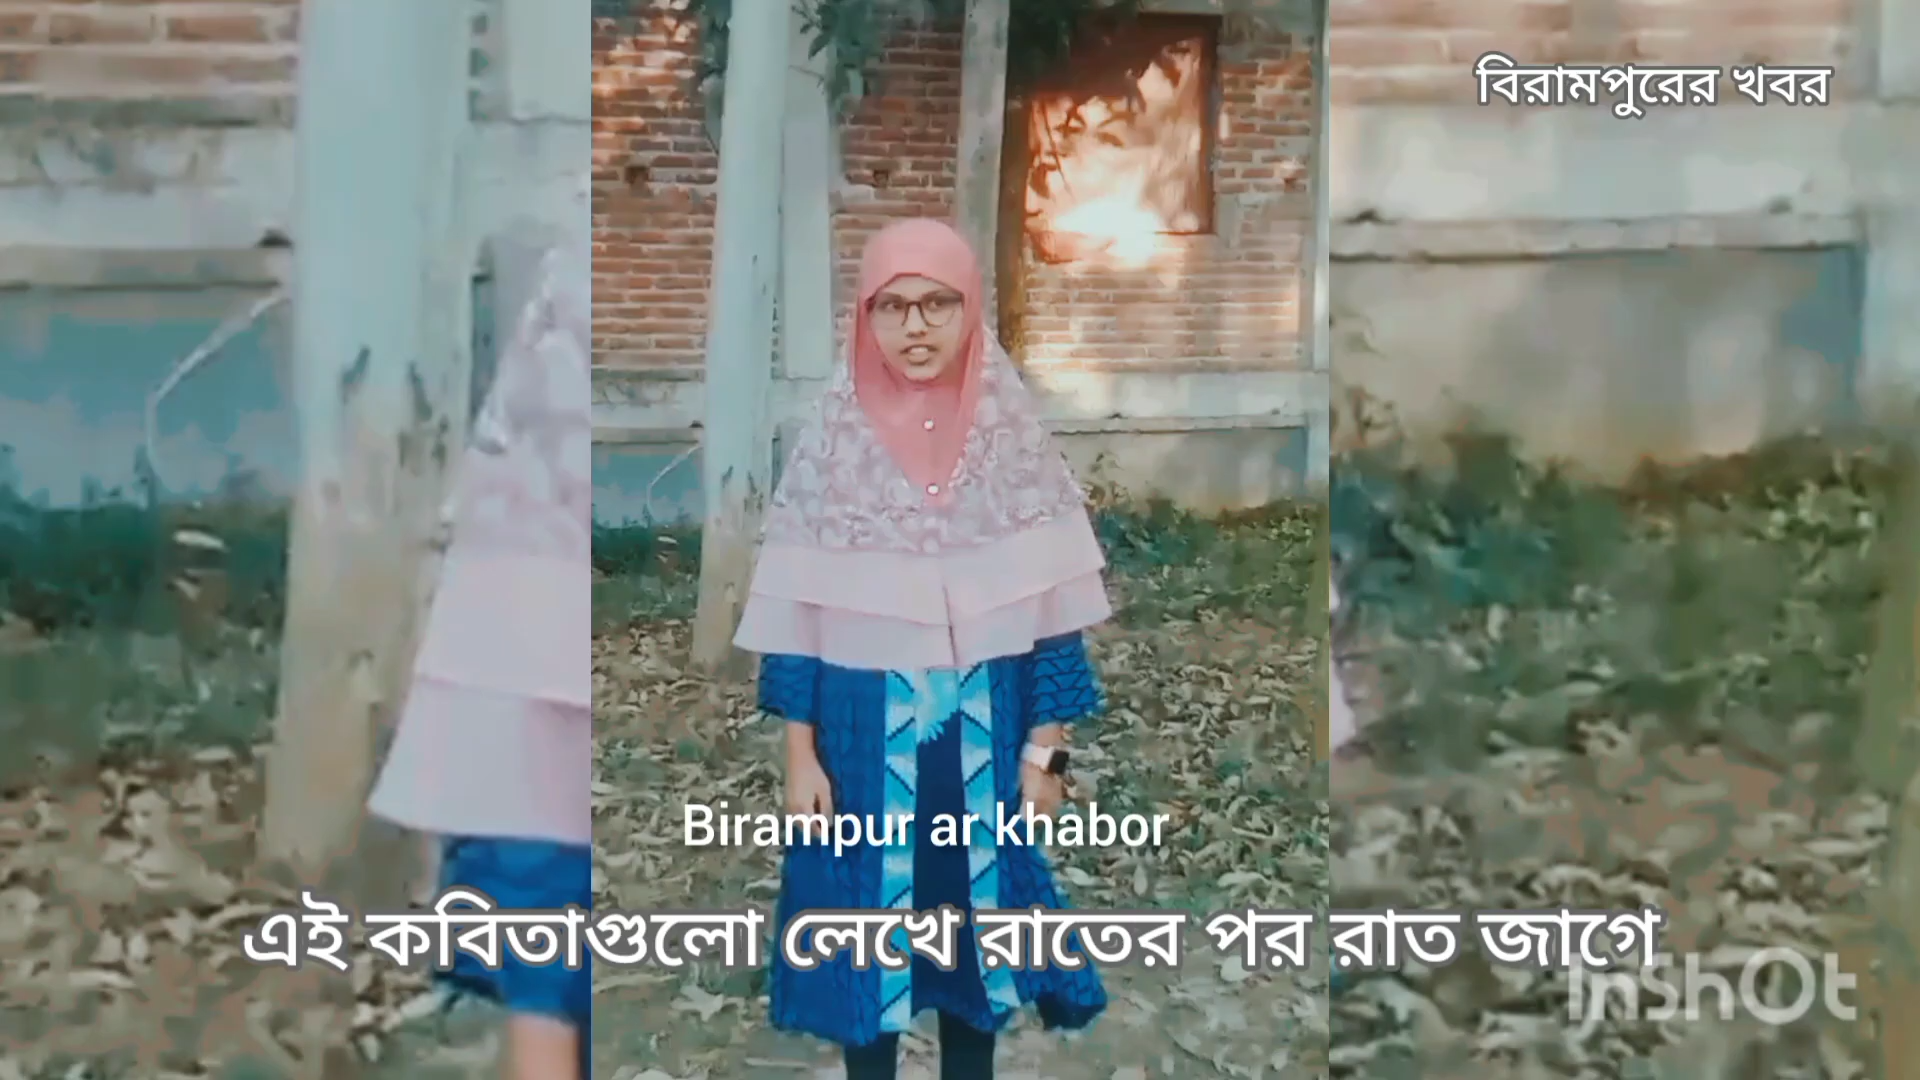 বিরামপুরের খবর
Birampur ar khabor
এই কবিতাগুলো লেখে রাতের পর রাত জাগে
InShOt